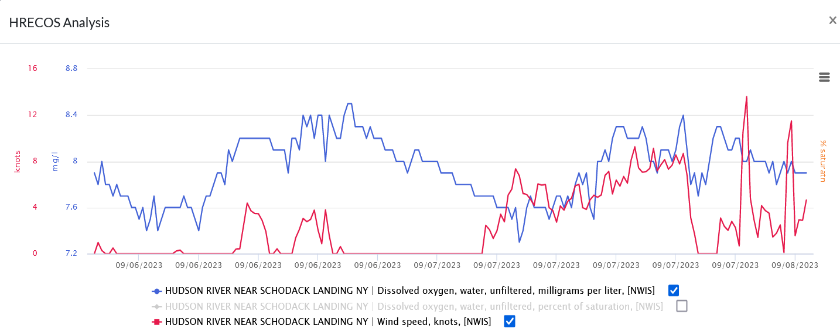 HRECOS Analysis
x
16 8.8
12 8.4
8 8
4 7.6
0 7.2
knots
mg/l
% saturatn
09/06/2023 09/06/2023 09/06/2023 09/06/2023 09/06/2023 09/07/2023 09/07/2023 09/07/2023 09/07/2023 09/07/2023 09/07/2023 09/08/2023
HUDSON RIVER NEAR SCHODACK LANDING NY | Dissolved oxygen, water, unfiltered, milligrams per liter, [NWIS]
HUDSON RIVER NEAR SCHODACK LANDING NY | Dissolved oxygen, water, unfiltered, percent of saturation, [NWIS]
HUDSON RIVER NEAR SCHODACK LANDING NY | Wind speed, knots, [NWIS]